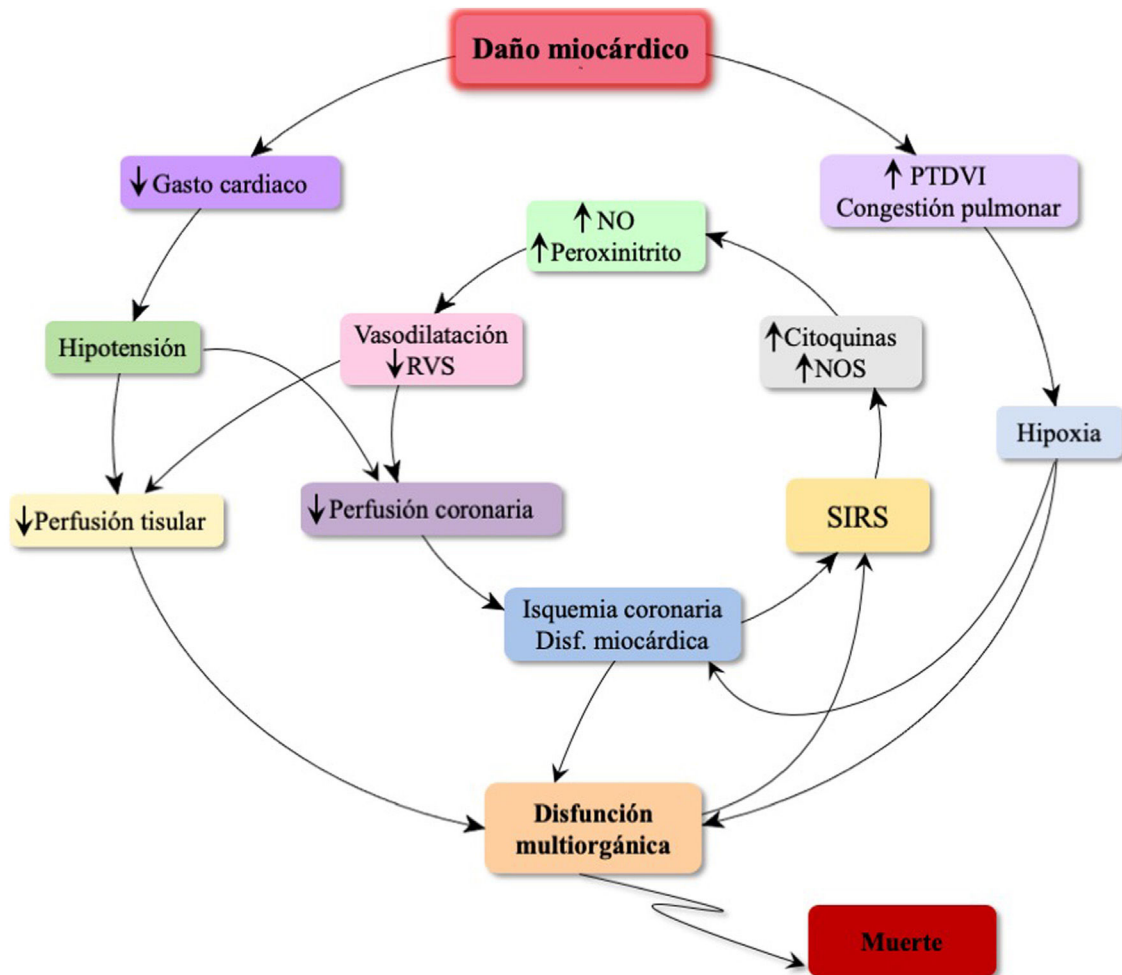 Daño miocárdico
↓ Gasto cardiaco
↑ PTDVI
Congestión pulmonar
↑ NO
↑ Peroxinitrito
Hipotensión
Vasodilatación
↓ RVS
↑ Citoquinas
↑ NOS
Hipoxia
↓ Perfusión tisular
↓ Perfusión coronaria
SIRS
Isquemia coronaria
Disf. miocárdica
Disfunción
multiorgánica
Muerte